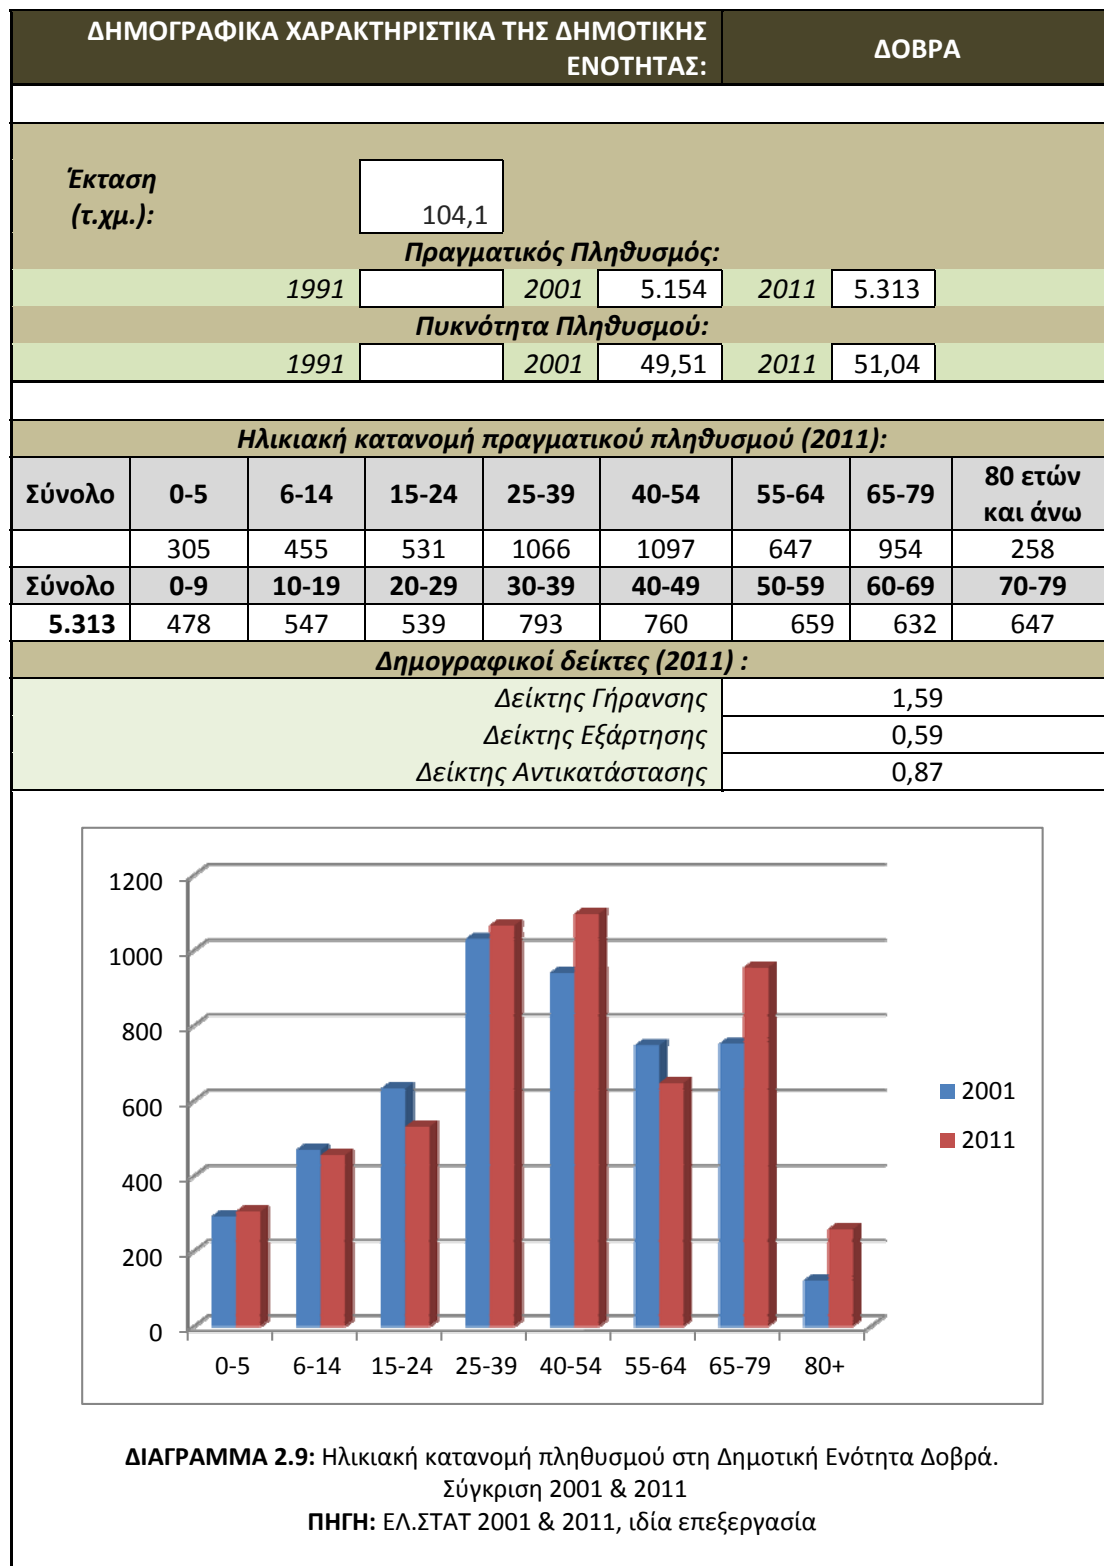 ΔΗΜΟΓΡΑΦΙΚΑ ΧΑΡΑΚΤΗΡΙΣΤΙΚΑ ΤΗΣ ΔΗΜΟΤΙΚΗΣ
ΕΝΟΤΗΤΑΣ:
ΔΟΒΡΑ
Έκταση
(τ.χμ.):
104,1
Πραγματικός Πληθυσμός:
1991 2001 5.154 2011 5.313
Πυκνότητα Πληθυσμού:
1991 2001 49,51 2011 51,04
Ηλικιακή κατανομή πραγματικού πληθυσμού (2011):
Σύνολο 0-5 6-14 15-24 25-39 40-54 55-64 65-79 80 ετών
και άνω
305 455 531 1066 1097 647 954 258
Σύνολο 0-9 10-19 20-29 30-39 40-49 50-59 60-69 70-79
5.313 478 547 539 793 760 659 632 647
Δημογραφικοί δείκτες (2011) :
Δείκτης Γήρανσης 1,59
Δείκτης Εξάρτησης 0,59
Δείκτης Αντικατάστασης 0,87
1200
1000
800
600
400
200
0
0-5 6-14 15-24 25-39 40-54 55-64 65-79 80+
2001
2011
ΔΙΑΓΡΑΜΜΑ 2.9: Ηλικιακή κατανομή πληθυσμού στη Δημοτική Ενότητα Δοβρά.
Σύγκριση 2001 & 2011
ΠΗΓΗ: ΕΛ.ΣΤΑΤ 2001 & 2011, ιδία επεξεργασία